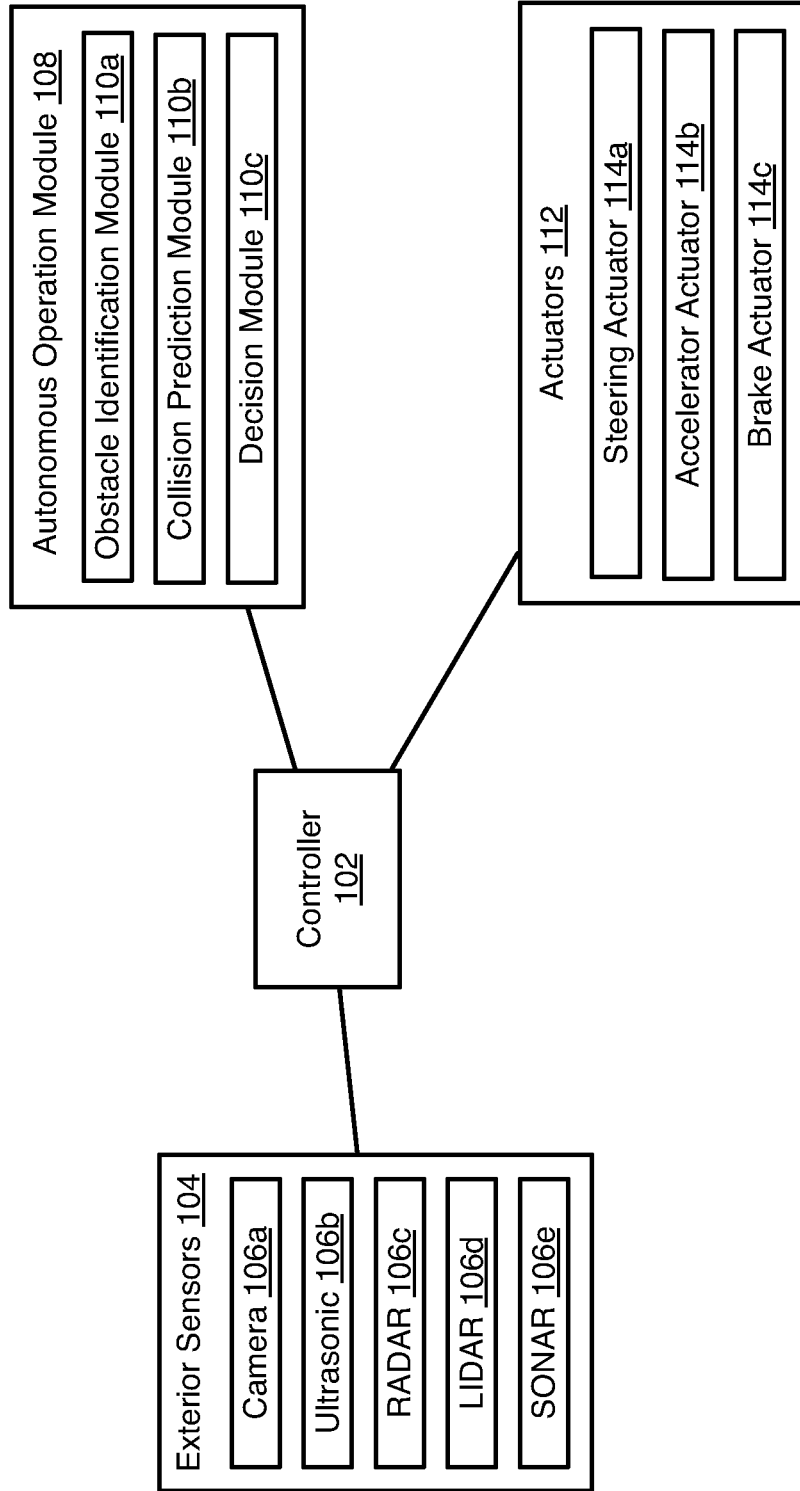 Exterior Sensors 104
Camera 106a
Ultrasonic 106b
RADAR 106c
LIDAR 106d
SONAR 106e
Controller
102
Autonomous Operation Module 108
Obstacle Identification Module 110a
Collision Prediction Module 110b
Decision Module 110c
Actuators 112
Steering Actuator 114a
Accelerator Actuator 114b
Brake Actuator 114c